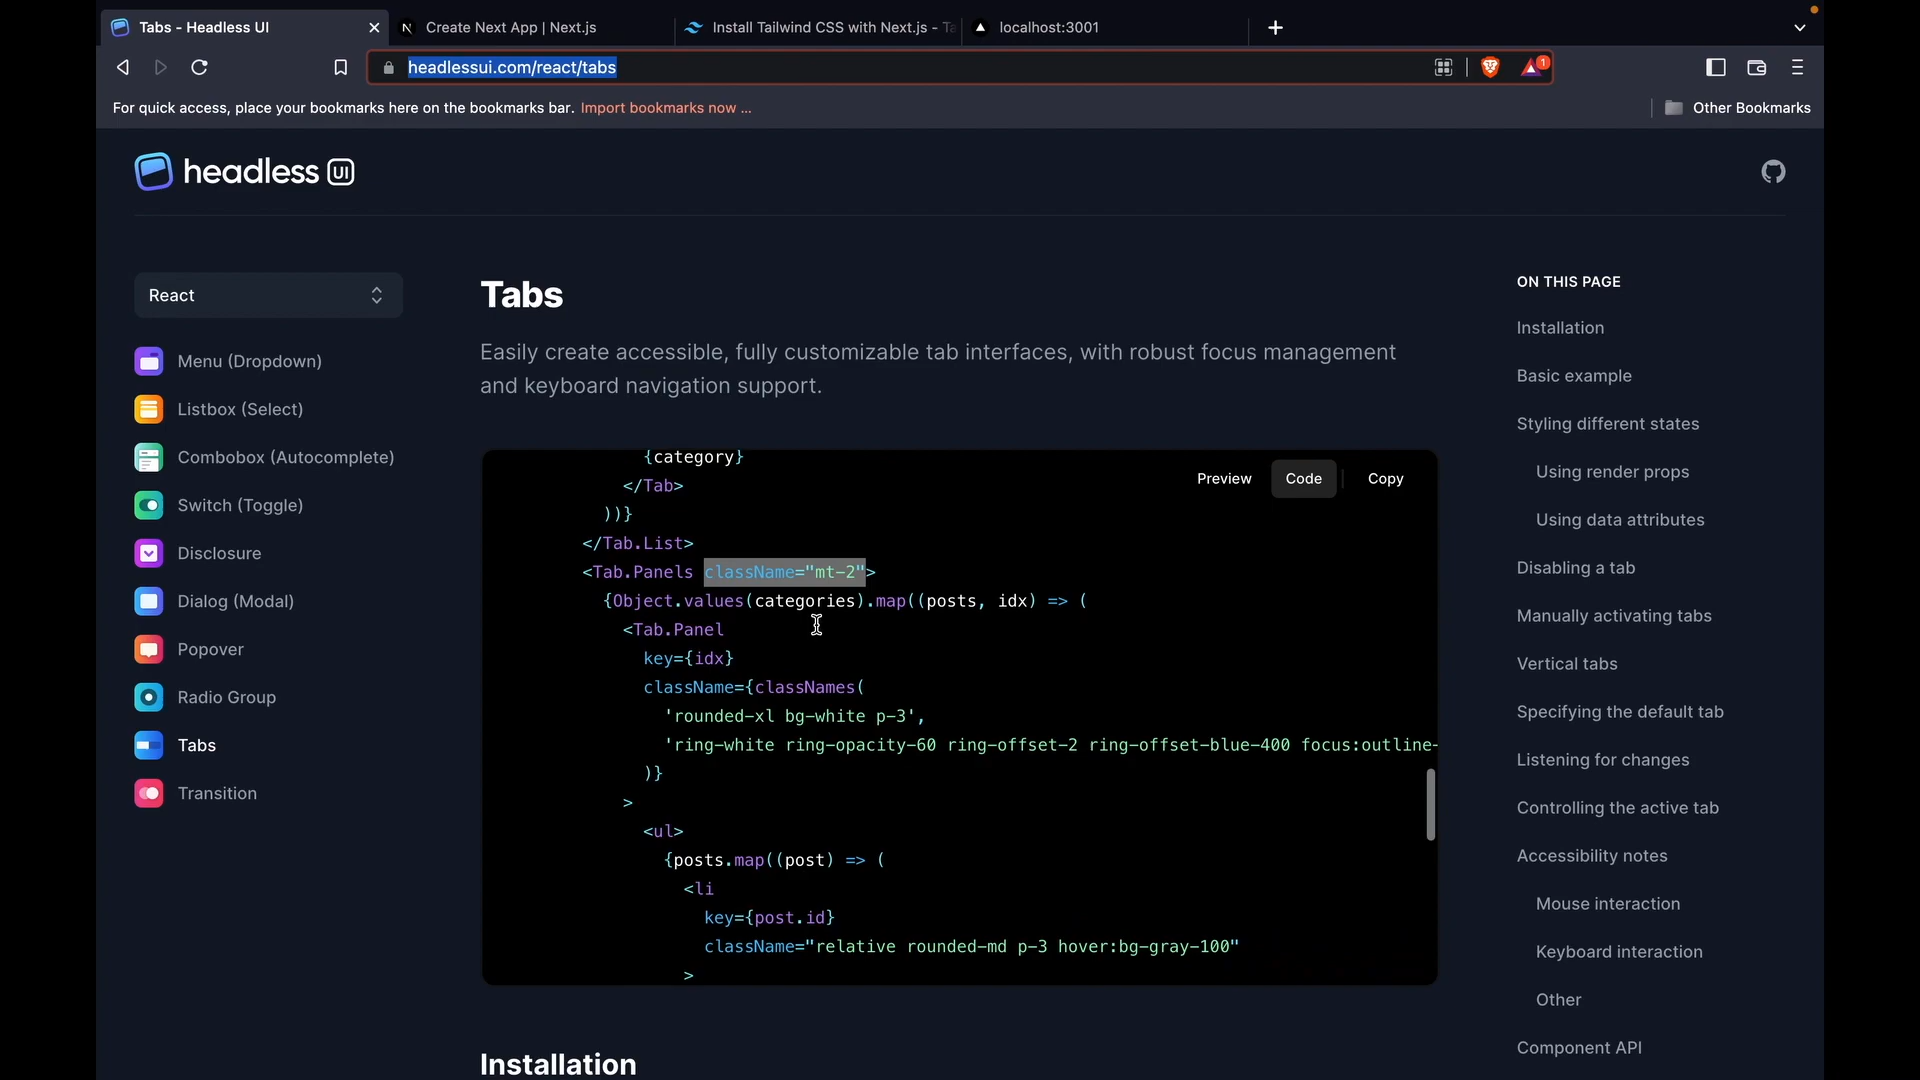 Tabs - Headless UI
Create Next App | Next.js
Install Tailwind CSS with Next.js - Ta
localhost:3001
headlessui.com/react/tabs
1
For quick access, place your bookmarks here on the bookmarks bar. Import bookmarks now ...
Other Bookmarks
headless UI
React
Menu (Dropdown)
Listbox (Select)
Combobox (Autocomplete)
Switch (Toggle)
Disclosure
Dialog (Modal)
Popover
Radio Group
Tabs
Transition
Tabs
Easily create accessible, fully customizable tab interfaces, with robust focus management
and keyboard navigation support.
Preview
Code
Copy
{category}
</Tab>
))}
</Tab.List>
<Tab.Panels className="mt-2">
{Object.values(categories).map((posts, idx) => (
<Tab.Panel
key={idx}
className={classNames(
'rounded-xl bg-white p-3',
'ring-white ring-opacity-60 ring-offset-2 ring-offset-blue-400 focus:outline-
)}
>
<ul>
{posts.map((post) => (
<li
key={post.id}
className="relative rounded-md p-3 hover:bg-gray-100"
>
Installation
ON THIS PAGE
Installation
Basic example
Styling different states
Using render props
Using data attributes
Disabling a tab
Manually activating tabs
Vertical tabs
Specifying the default tab
Listening for changes
Controlling the active tab
Accessibility notes
Mouse interaction
Keyboard interaction
Other
Component API